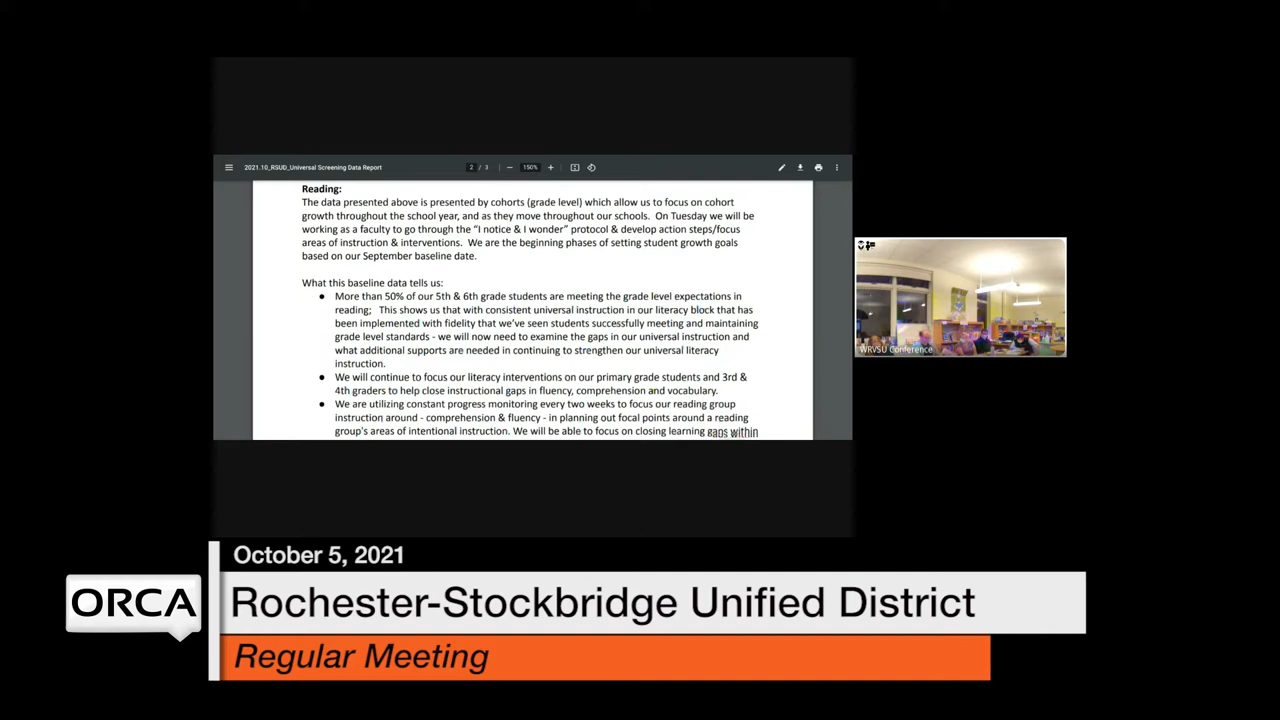 2021.10_RSUD_Universal Screening Data Report
2 / 3
150%
Reading:
The data presented above is presented by cohorts (grade level) which allow us to focus on cohort
growth throughout the school year, and as they move throughout our schools. On Tuesday we will be
working as a faculty to go through the “I notice & I wonder” protocol & develop action steps/focus
areas of instruction & interventions. We are the beginning phases of setting student growth goals
based on our September baseline date.
What this baseline data tells us:
● More than 50% of our 5th & 6th grade students are meeting the grade level expectations in
reading; This shows us that with consistent universal instruction in our literacy block that has
been implemented with fidelity that we've seen students successfully meeting and maintaining
grade level standards - we will now need to examine the gaps in our universal instruction and
what additional supports are needed in continuing to strengthen our universal literacy
instruction.
● We will continue to focus our literacy interventions on our primary grade students and 3rd &
4th graders to help close instructional gaps in fluency, comprehension and vocabulary.
● We are utilizing constant progress monitoring every two weeks to focus our reading group
instruction around - comprehension & fluency - in planning out focal points around a reading
group's areas of intentional instruction. We will be able to focus on closing learning gaps within
WRVSU Conference
October 5, 2021
ORCA
Rochester-Stockbridge Unified District
Regular Meeting